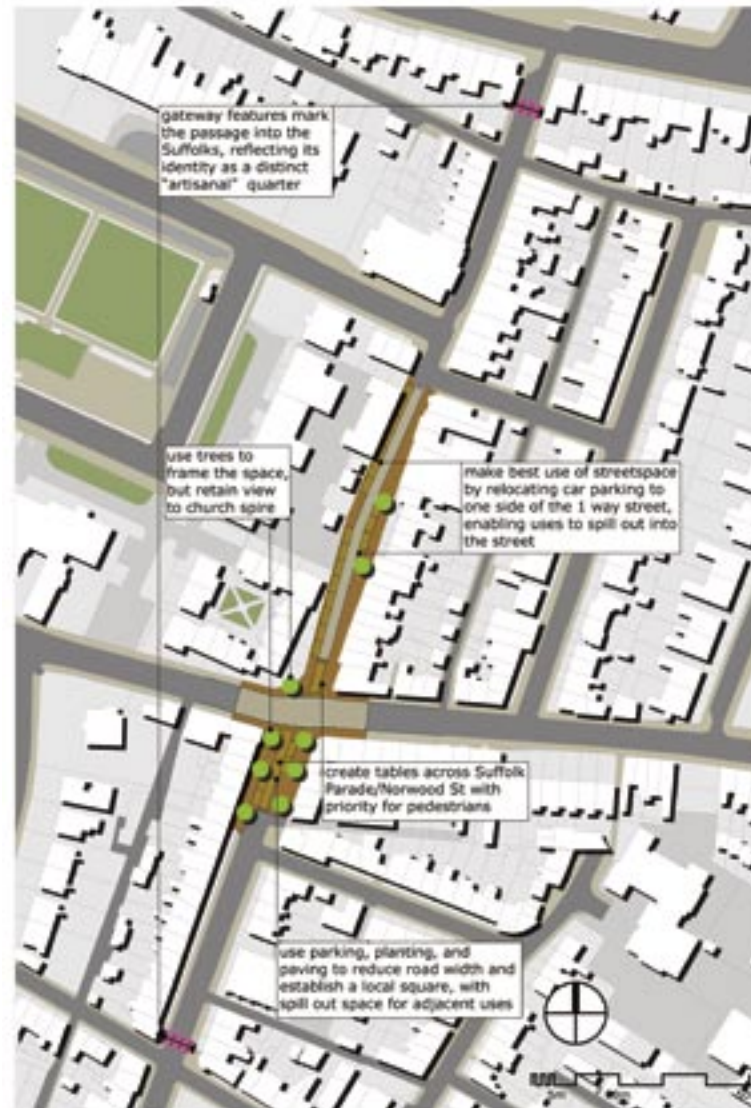 gateway features mark
the passage into the
Suffolks, reflecting its
identity as a distinct
"artisanal" quarter
use trees to
frame the space,
but retain view
to church spire
make best use of streetspace
by relocating car parking to
one side of the 1 way street,
enabling uses to spill out into
the street
create tables across Suffolk
Parade/Norwood St with
priority for pedestrians
use parking, planting, and
paving to reduce road width and
establish a local square, with
spill out space for adjacent uses